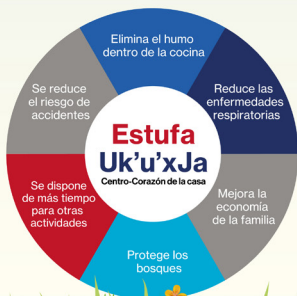 Elimina el humo
dentro de la cocina
Reduce las
enfermedades
respiratorias
Mejora la
economía
de la familia
Protege los
bosques
Se dispone
de más tiempo
para otras
actividades
Se reduce
el riesgo de
accidentes
Estufa
Uk'u'xJa
Centro-Corazón de la casa